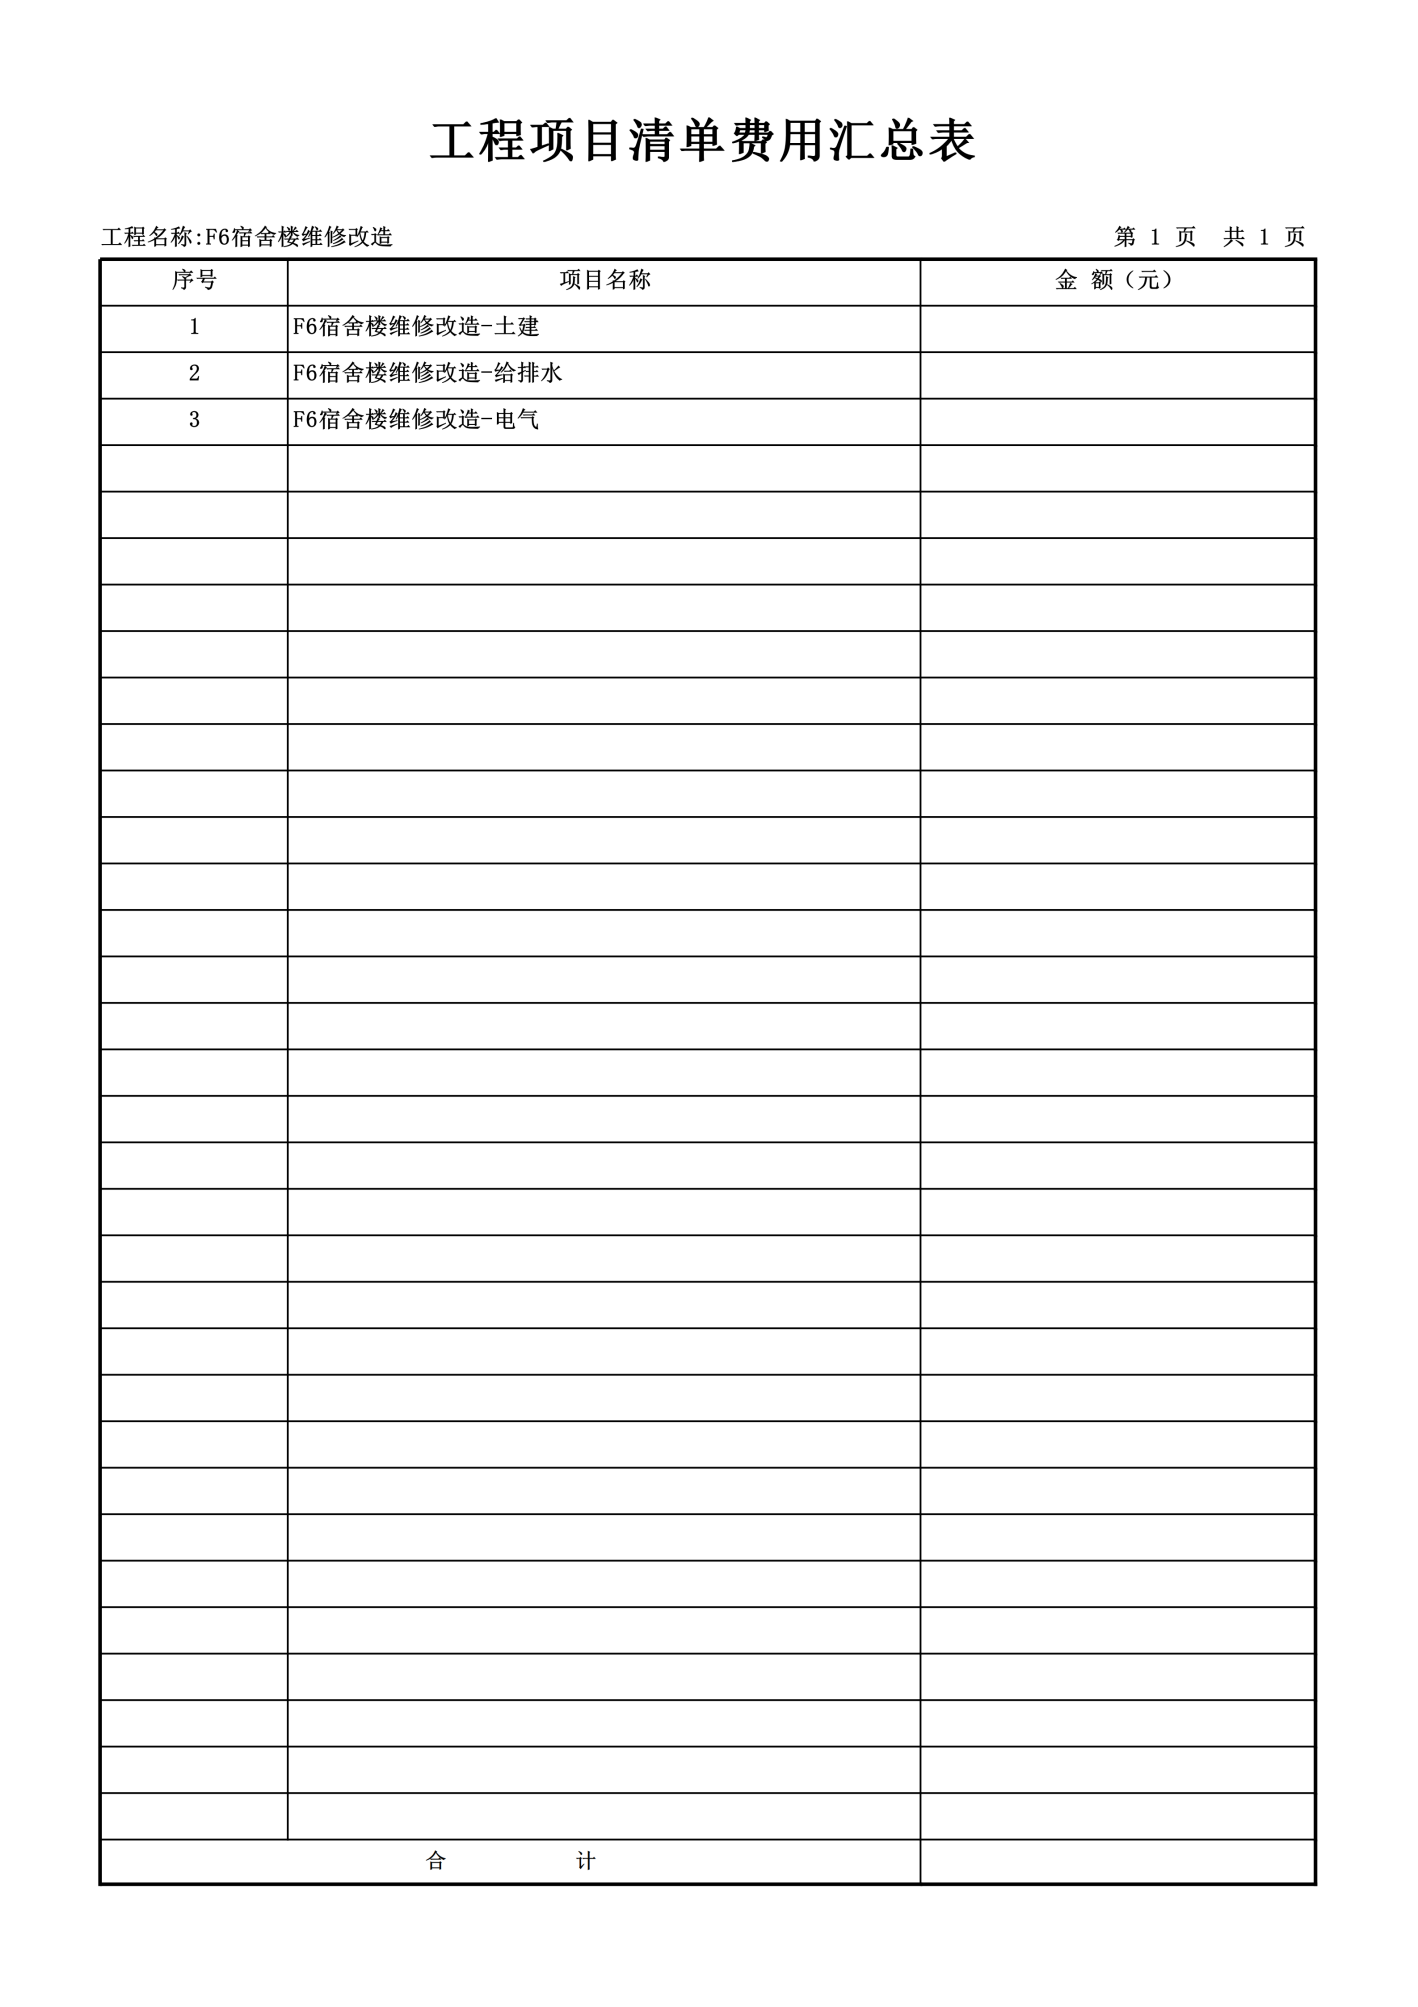 工程项目清单费用汇总表
工程名称:F6宿舍楼维修改造 第 1 页 共 1 页
序号 项目名称 金 额（元）
1 F6宿舍楼维修改造-土建
2 F6宿舍楼维修改造-给排水
3 F6宿舍楼维修改造-电气
合 计